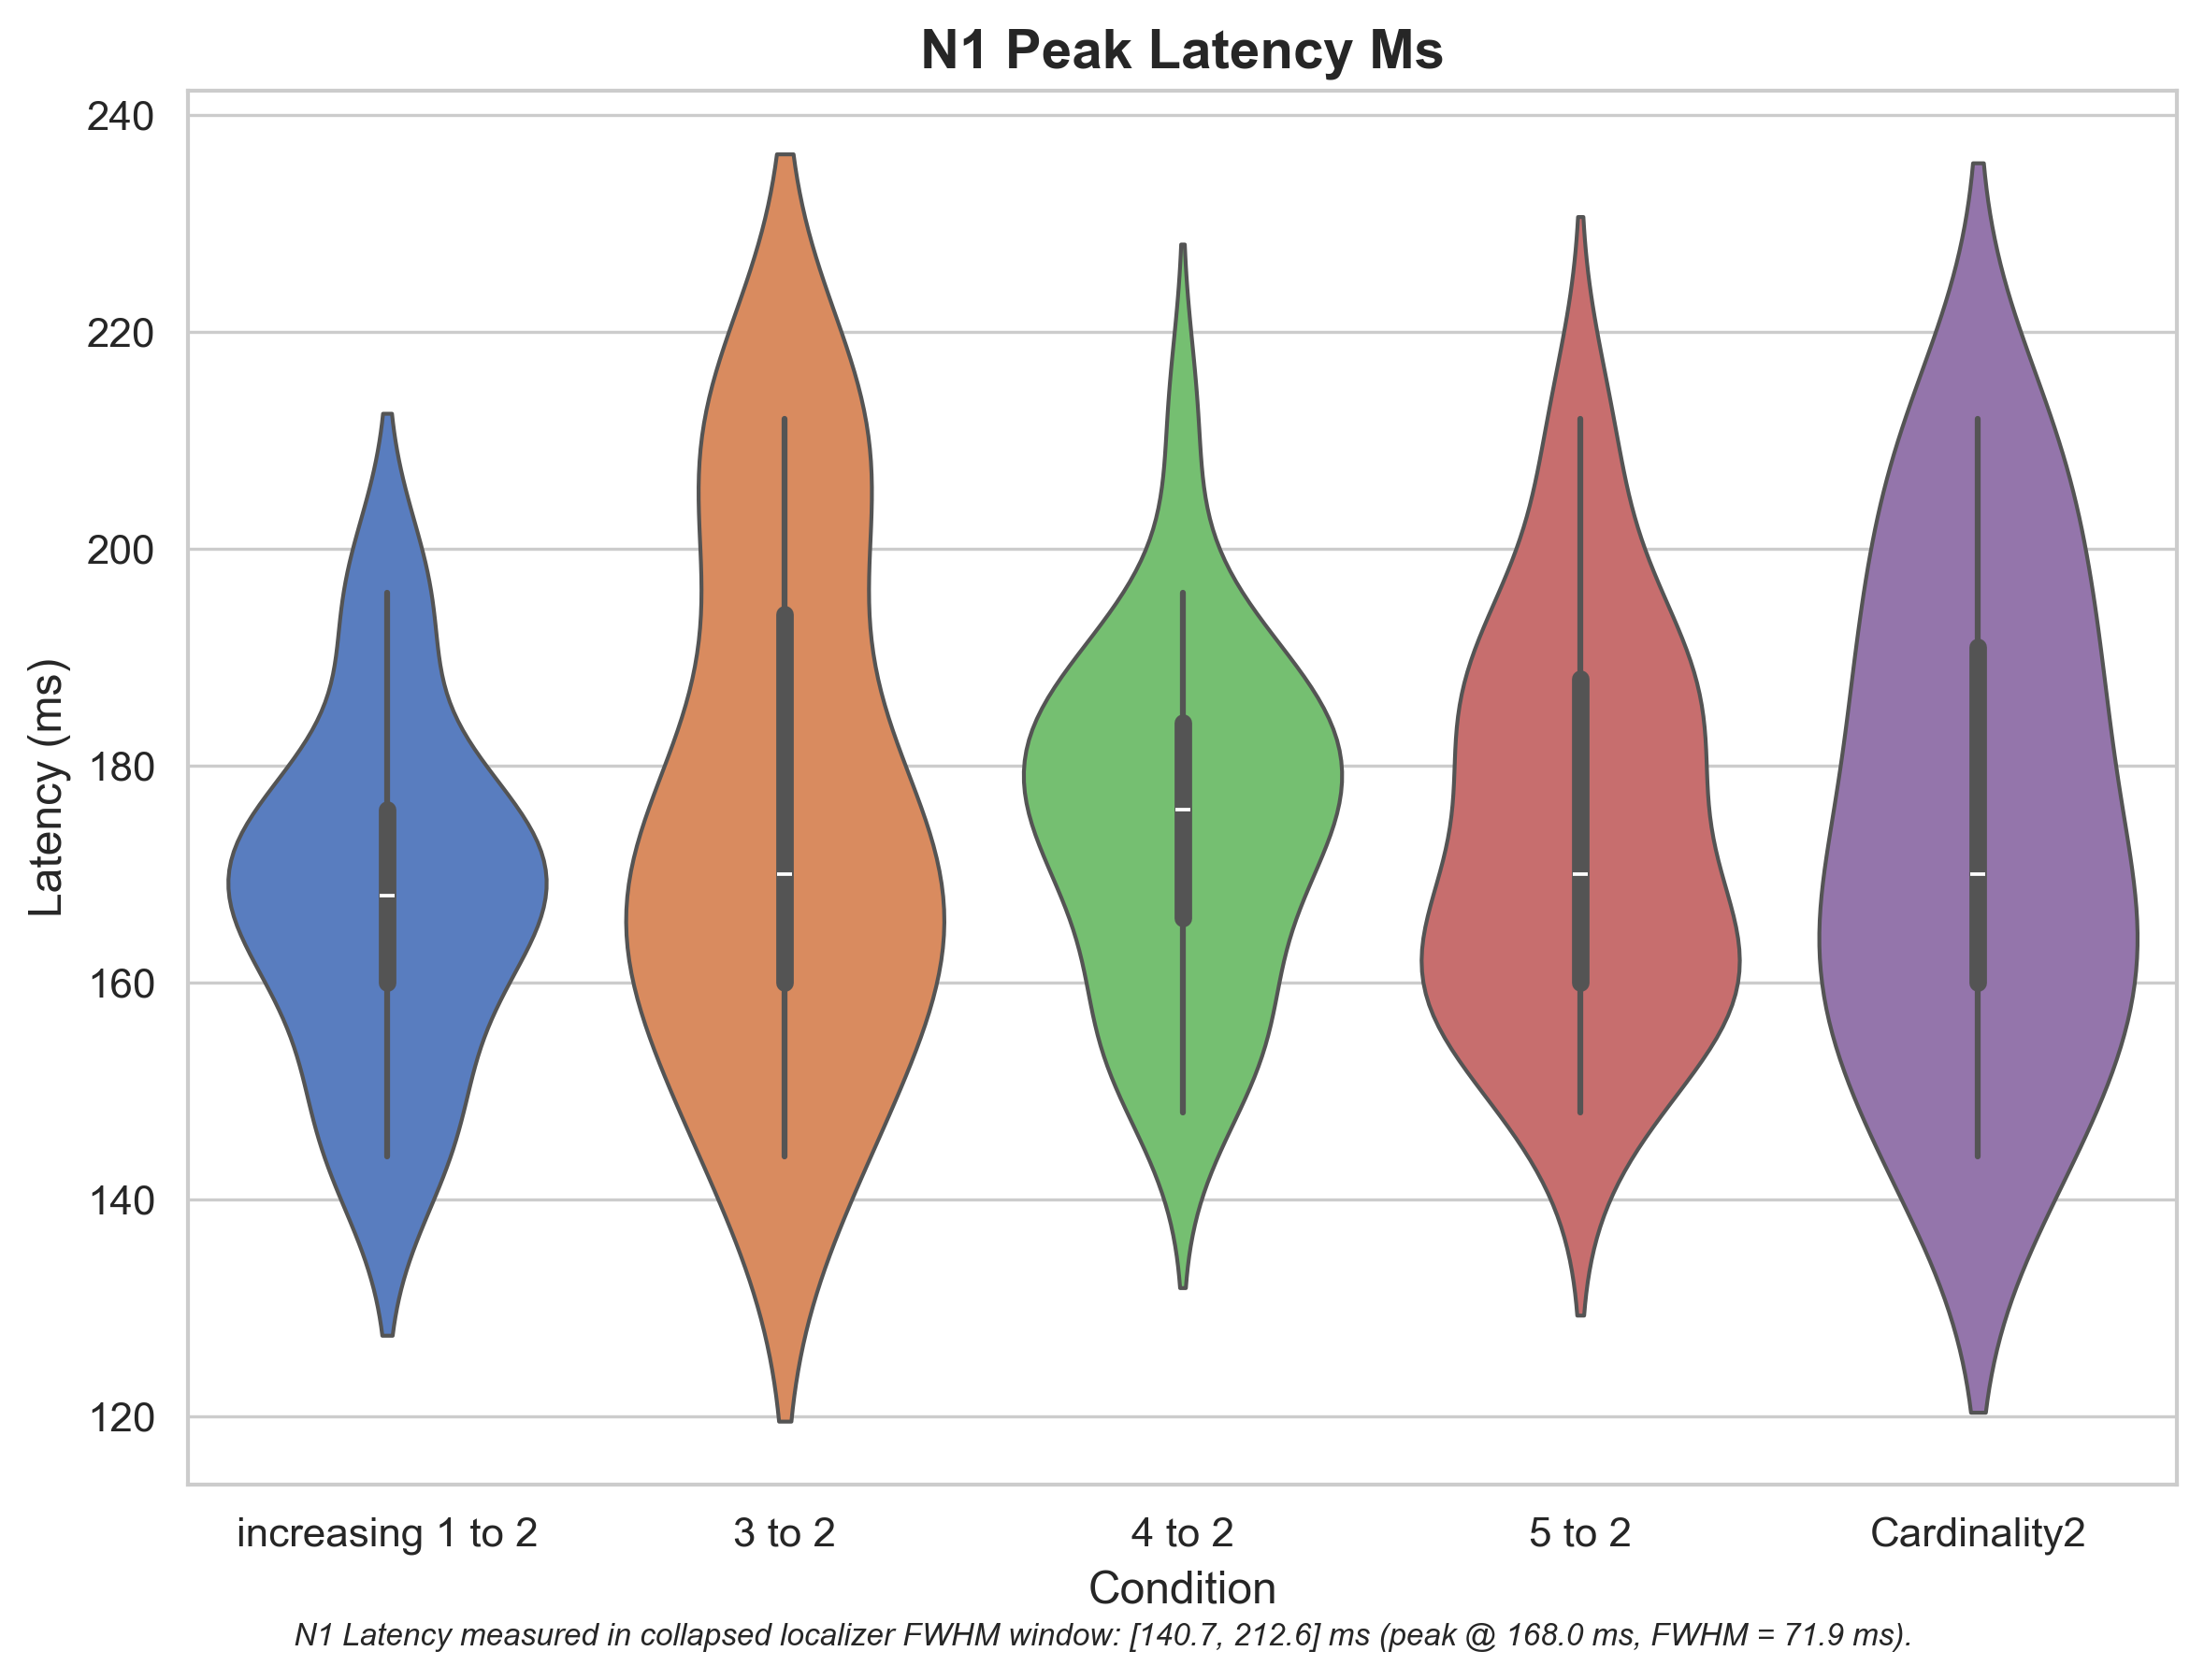 N1 Peak Latency Ms
240
220
200
180
160
140
120
Latency (ms)
increasing 1 to 2
3 to 2
4 to 2
5 to 2
Cardinality2
Condition
N1 Latency measured in collapsed localizer FWHM window: [140.7, 212.6] ms (peak @ 168.0 ms, FWHM = 71.9 ms).